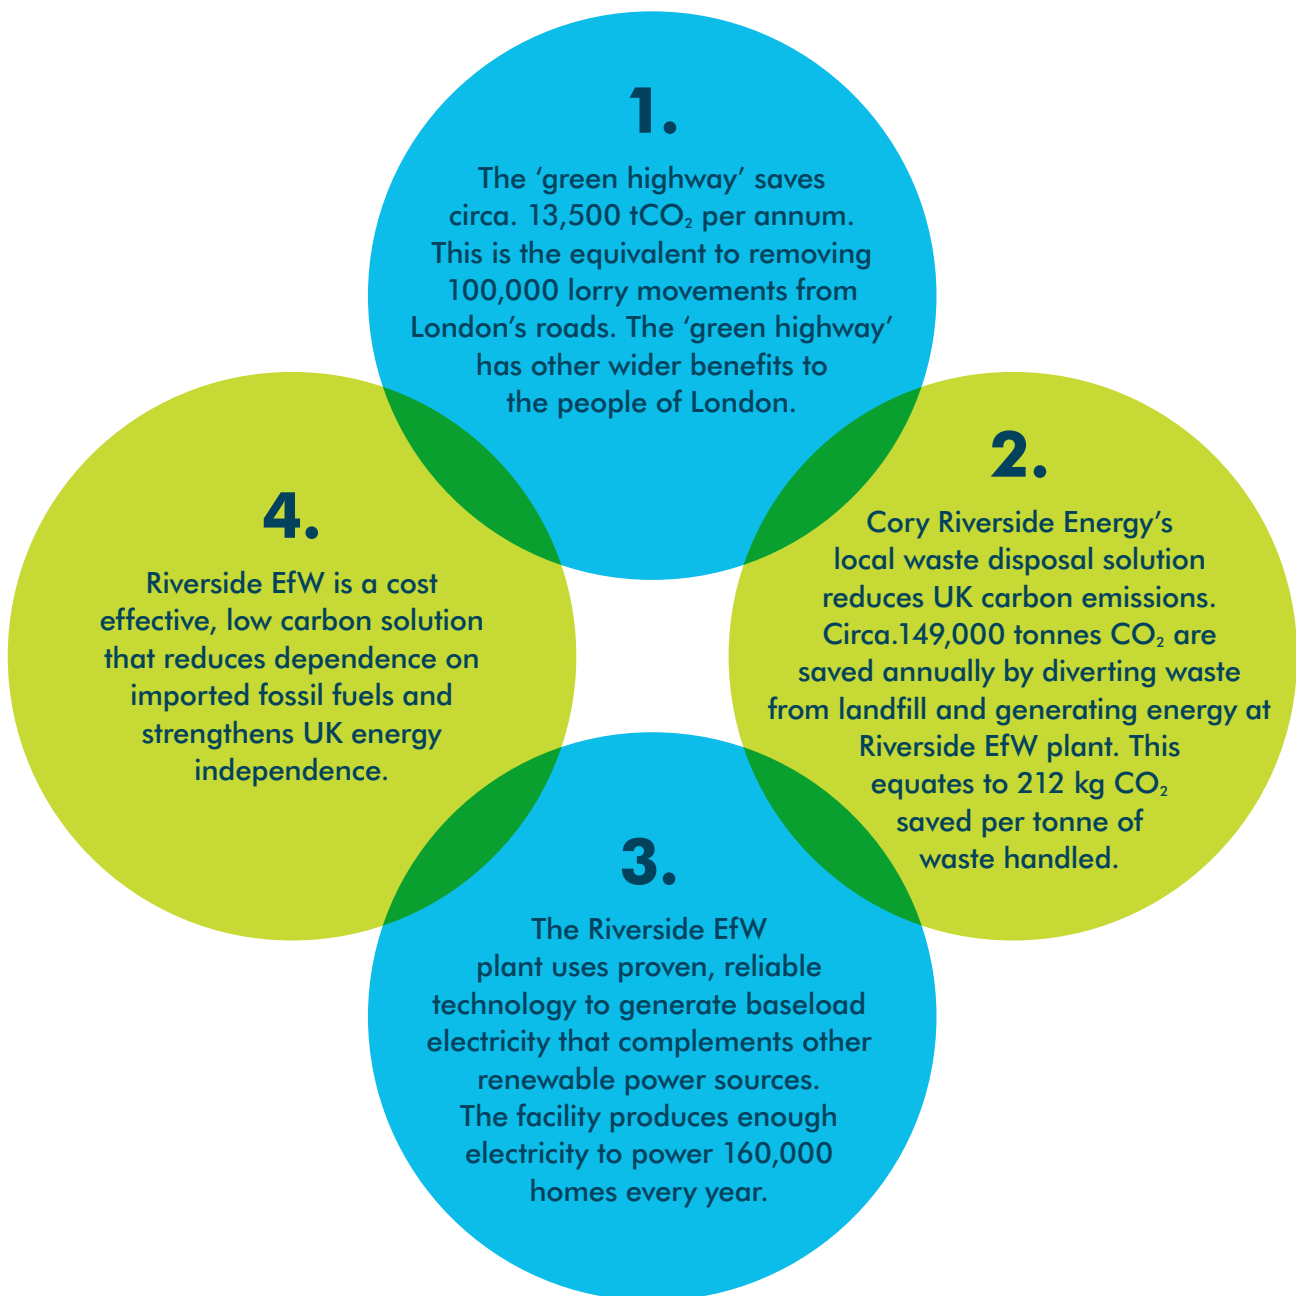 1.
The ‘green highway’ saves
circa. 13,500 tCO₂ per annum.
This is the equivalent to removing
100,000 lorry movements from
London’s roads. The ‘green highway’
has other wider benefits to
the people of London.
2.
Cory Riverside Energy’s
local waste disposal solution
reduces UK carbon emissions.
Circa.149,000 tonnes CO₂ are
saved annually by diverting waste
from landfill and generating energy at
Riverside EfW plant. This
equates to 212 kg CO₂
saved per tonne of
waste handled.
3.
The Riverside EfW
plant uses proven, reliable
technology to generate baseload
electricity that complements other
renewable power sources.
The facility produces enough
electricity to power 160,000
homes every year.
4.
Riverside EfW is a cost
effective, low carbon solution
that reduces dependence on
imported fossil fuels and
strengthens UK energy
independence.